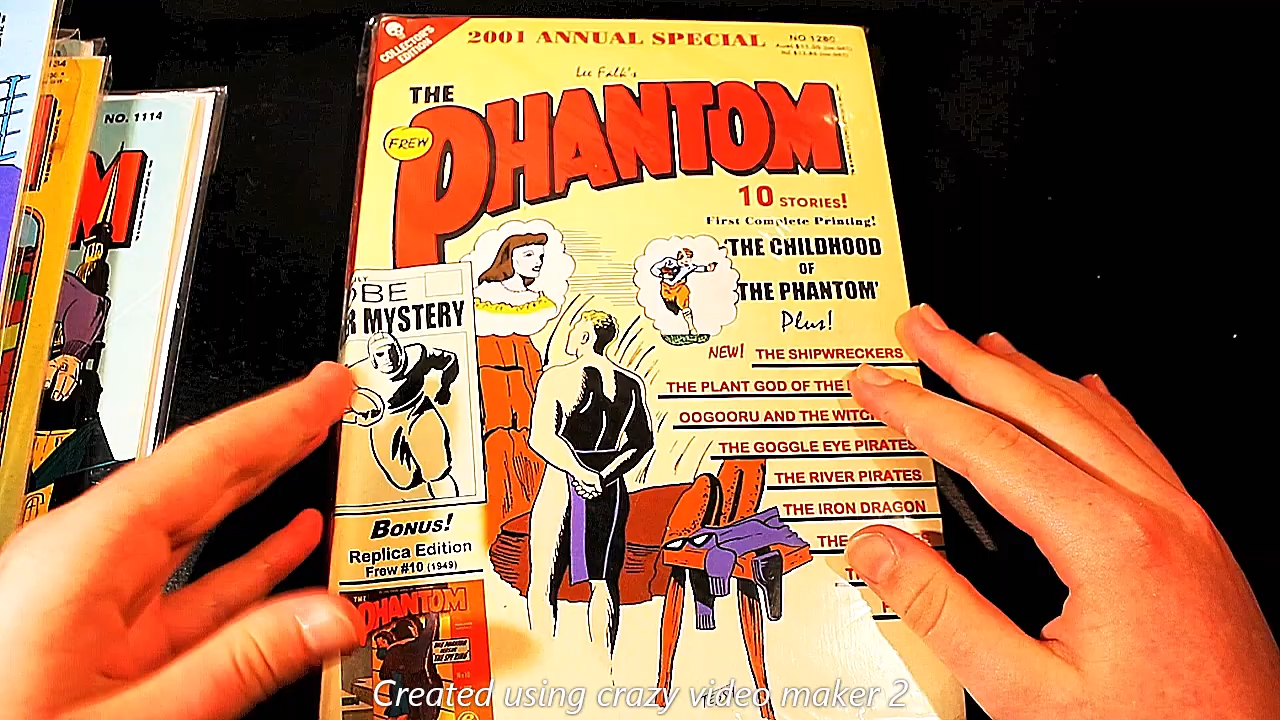 COLLECTOR'S
EDITION
2001 ANNUAL SPECIAL
NO 1280
Lee Falk's
THE
PHANTOM
FREW
10 STORIES!
First Complete Printing!
'THE CHILDHOOD
OF
THE PHANTOM'
Plus!
NEW! THE SHIPWRECKERS
THE PLANT GOD OF THE
OOGOORU AND THE WITCH
THE GOGGLE EYE PIRATES
THE RIVER PIRATES
THE IRON DRAGON
THE
OBE
R MYSTERY
BONUS!
Replica Edition
Frew #10 (1949)
THE
PHANTOM
NO. 1114
M
Created using crazy video maker 2